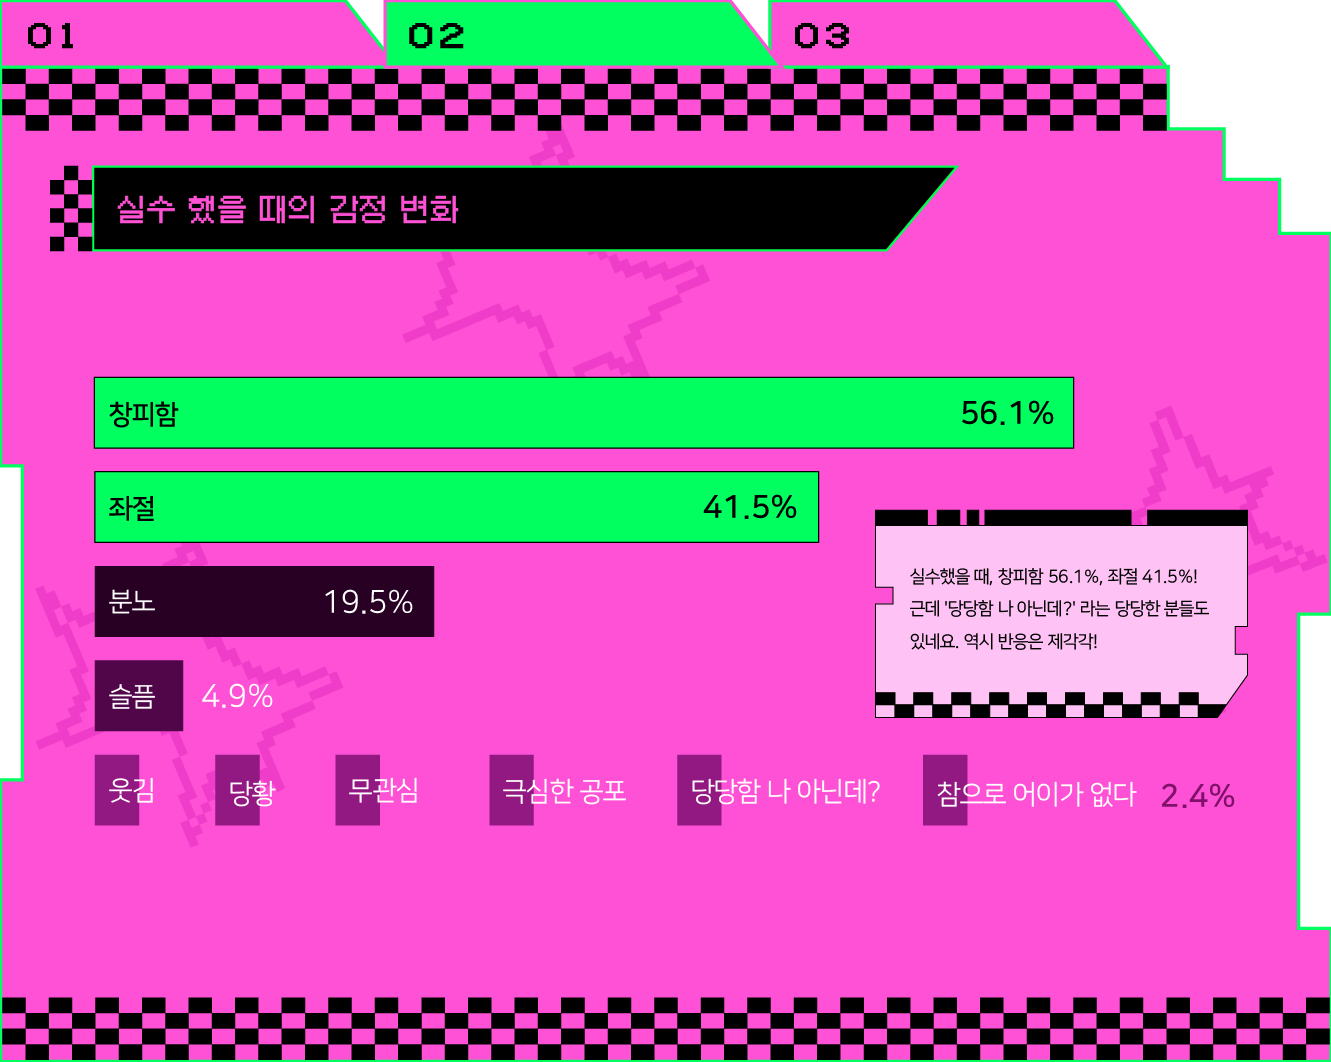 01
02
03
실수 했을 때의 감정 변화
창피함 56.1%
좌절 41.5%
분노 19.5%
슬픔 4.9%
실수했을 때, 창피함 56.1%, 좌절 41.5%!
근데 '당당함 나 아닌데?' 라는 당당한 분들도
있네요. 역시 반응은 제각각!
웃김 당황 무관심 극심한 공포 당당함 나 아닌데? 참으로 어이가 없다 2.4%